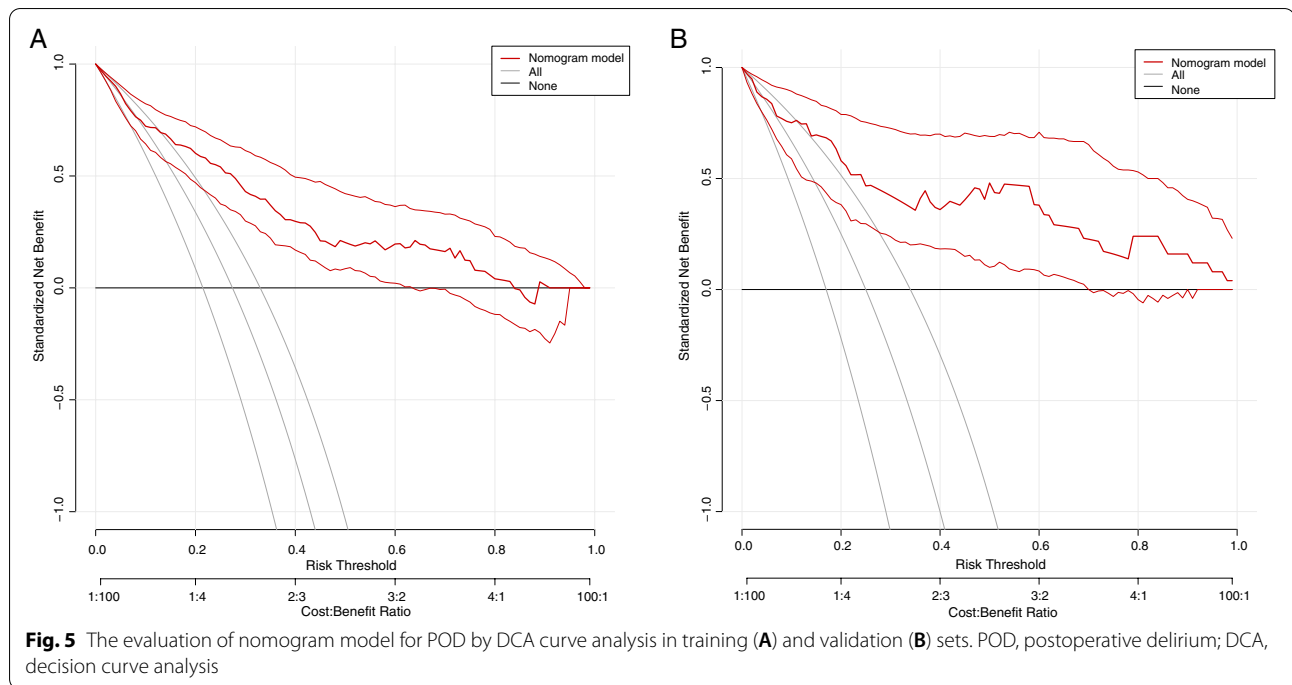 A
Nomogram model
All
None
1.0
0.5
0.0
−0.5
−1.0
Standardized Net Benefit
0.0 0.2 0.4 0.6 0.8 1.0
Risk Threshold
1:100 1:4 2:3 3:2 4:1 100:1
Cost:Benefit Ratio
B
Nomogram model
All
None
1.0
0.5
0.0
−0.5
−1.0
Standardized Net Benefit
0.0 0.2 0.4 0.6 0.8 1.0
Risk Threshold
1:100 1:4 2:3 3:2 4:1 100:1
Cost:Benefit Ratio
Fig. 5 The evaluation of nomogram model for POD by DCA curve analysis in training (A) and validation (B) sets. POD, postoperative delirium; DCA,
decision curve analysis